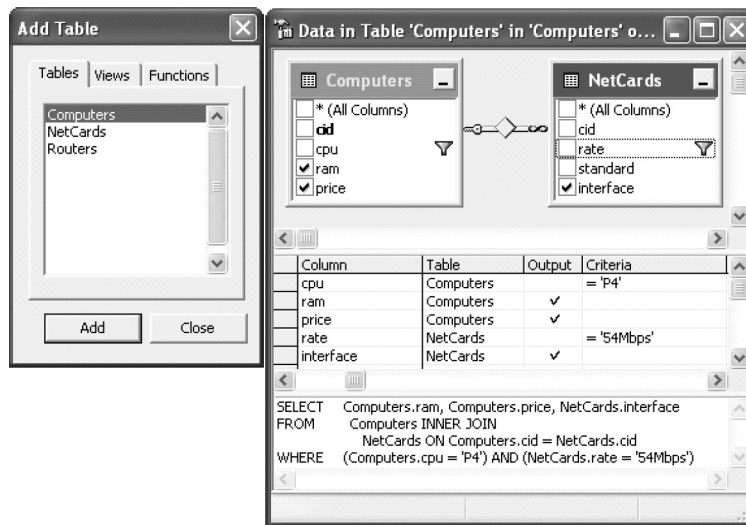 Add Table
Tables Views Functions
Computers
NetCards
Routers
Add Close
Data in Table 'Computers' in 'Computers' o...
Computers
* (All Columns)
cid
cpu
ram
price
NetCards
* (All Columns)
cid
rate
standard
interface
Column Table Output Criteria
cpu Computers = 'P4'
ram Computers
price Computers
rate NetCards = '54Mbps'
interface NetCards
SELECT Computers.ram, Computers.price, NetCards.interface
FROM Computers INNER JOIN
NetCards ON Computers.cid = NetCards.cid
WHERE (Computers.cpu = 'P4') AND (NetCards.rate = '54Mbps')